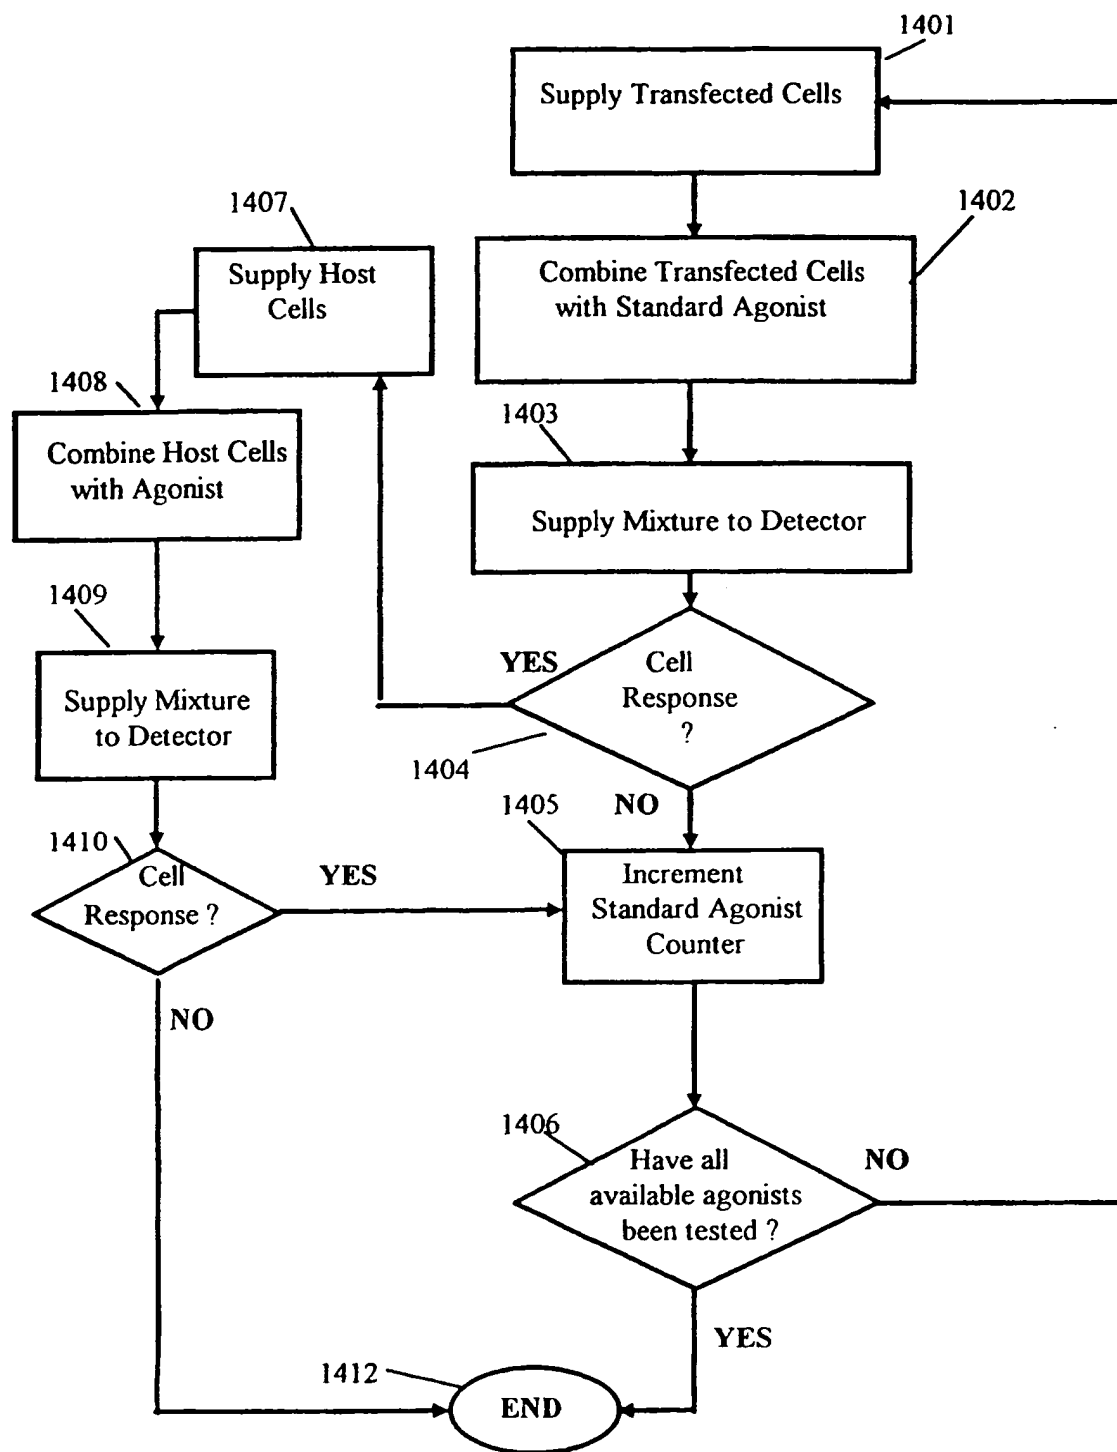 1401
Supply Transfected Cells
1402
Combine Transfected Cells
with Standard Agonist
1403
Supply Mixture to Detector
Cell
Response
?
YES
1404
NO
1407
Supply Host
Cells
1408
Combine Host Cells
with Agonist
1409
Supply Mixture
to Detector
1410
Cell
Response ?
YES
NO
1405
Increment
Standard Agonist
Counter
1406
Have all
available agonists
been tested ?
NO
YES
1412
END